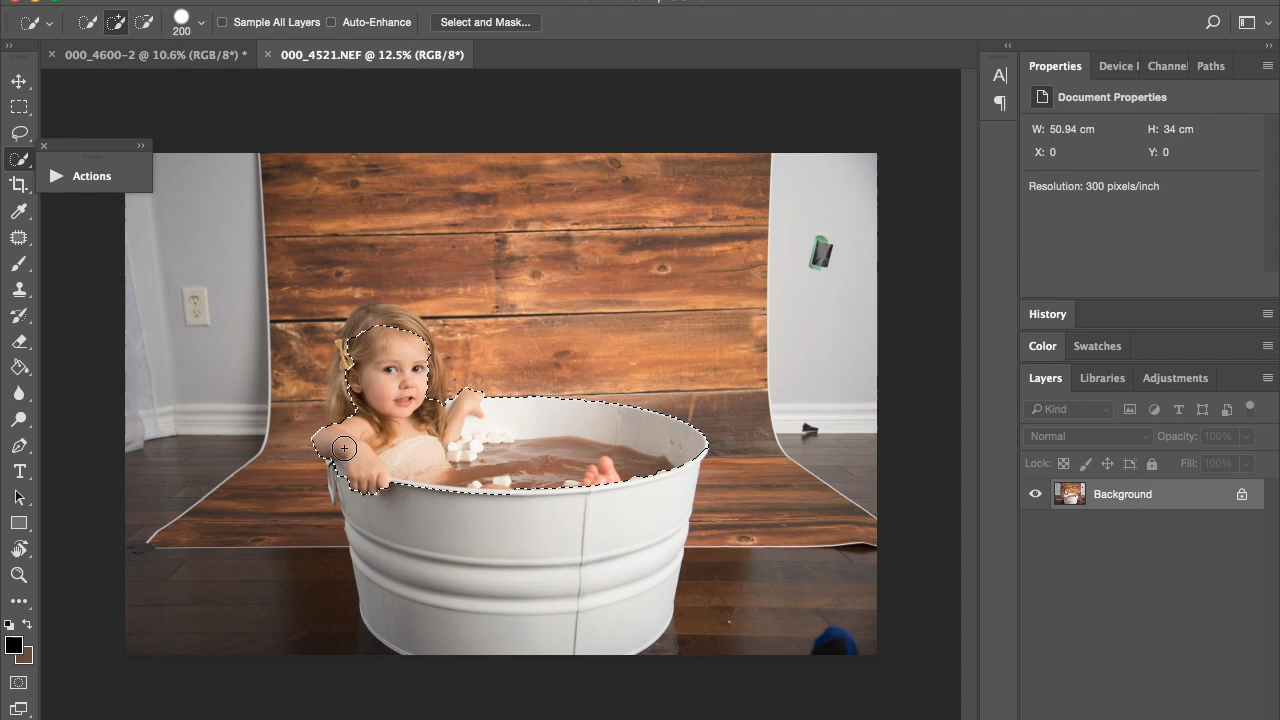 200
Sample All Layers
Auto-Enhance
Select and Mask...
000_4600-2 @ 10.6% (RGB/8*) *
000_4521.NEF @ 12.5% (RGB/8*)
Actions
A
Properties
Device
Channel
Paths
Document Properties
W: 50.94 cm
H: 34 cm
X: 0
Y: 0
Resolution: 300 pixels/inch
History
Color
Swatches
Layers
Libraries
Adjustments
Kind
Normal
Opacity: 100%
Lock:
Fill: 100%
Background